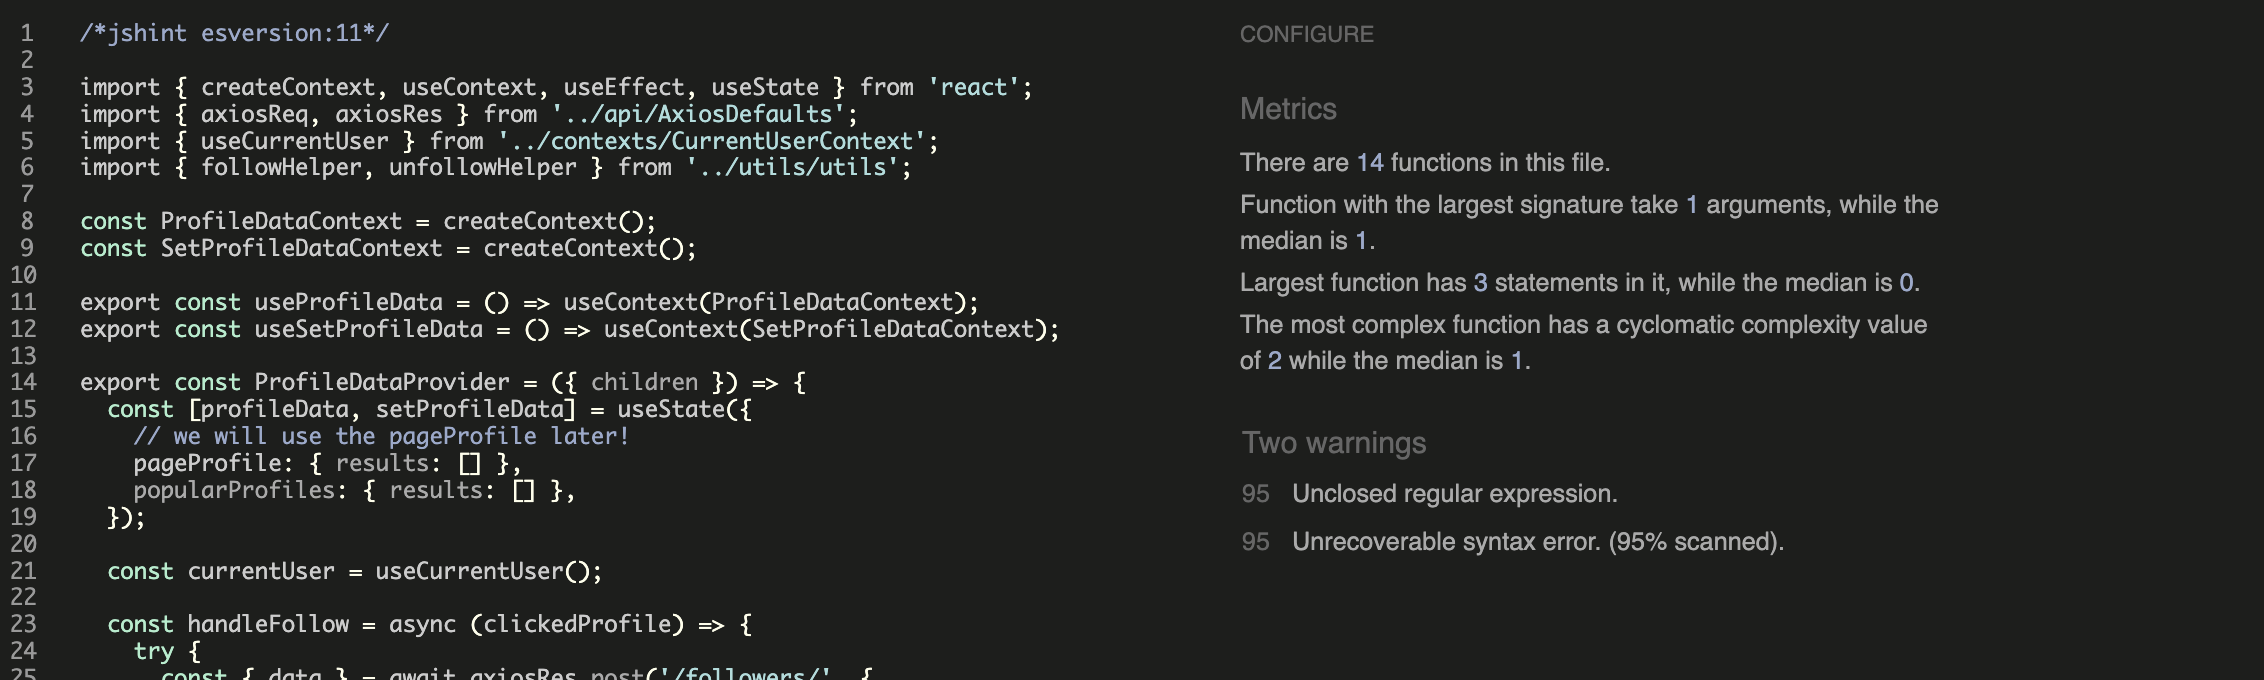 1 /*jshint esversion:11*/
2
3 import { createContext, useContext, useEffect, useState } from 'react';
4 import { axiosReq, axiosRes } from '../api/AxiosDefaults';
5 import { useCurrentUser } from '../contexts/CurrentUserContext';
6 import { followHelper, unfollowHelper } from '../utils/utils';
7
8 const ProfileDataContext = createContext();
9 const SetProfileDataContext = createContext();
10
11 export const useProfileData = () => useContext(ProfileDataContext);
12 export const useSetProfileData = () => useContext(SetProfileDataContext);
13
14 export const ProfileDataProvider = ({ children }) => {
15   const [profileData, setProfileData] = useState({
16     // we will use the pageProfile later!
17     pageProfile: { results: [] },
18     popularProfiles: { results: [] },
19   });
20
21   const currentUser = useCurrentUser();
22
23   const handleFollow = async (clickedProfile) => {
24     try {
25       const { data } = await axiosRes.post('/followers/', {
CONFIGURE
Metrics
There are 14 functions in this file.
Function with the largest signature take 1 arguments, while the
median is 1.
Largest function has 3 statements in it, while the median is 0.
The most complex function has a cyclomatic complexity value
of 2 while the median is 1.
Two warnings
95 Unclosed regular expression.
95 Unrecoverable syntax error. (95% scanned).